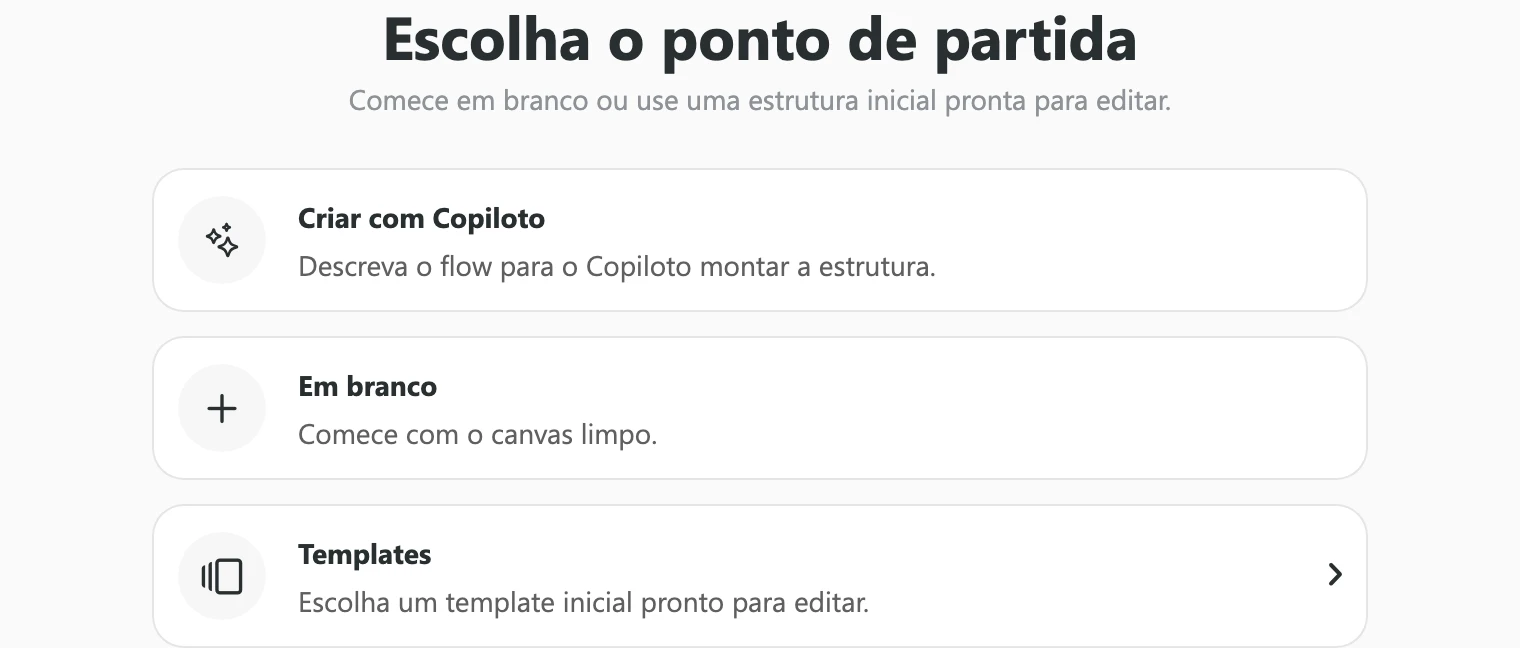 Escolha o ponto de partida
Comece em branco ou use uma estrutura inicial pronta para editar.
Criar com Copiloto
Descreva o flow para o Copiloto montar a estrutura.
Em branco
Comece com o canvas limpo.
Templates
Escolha um template inicial pronto para editar.